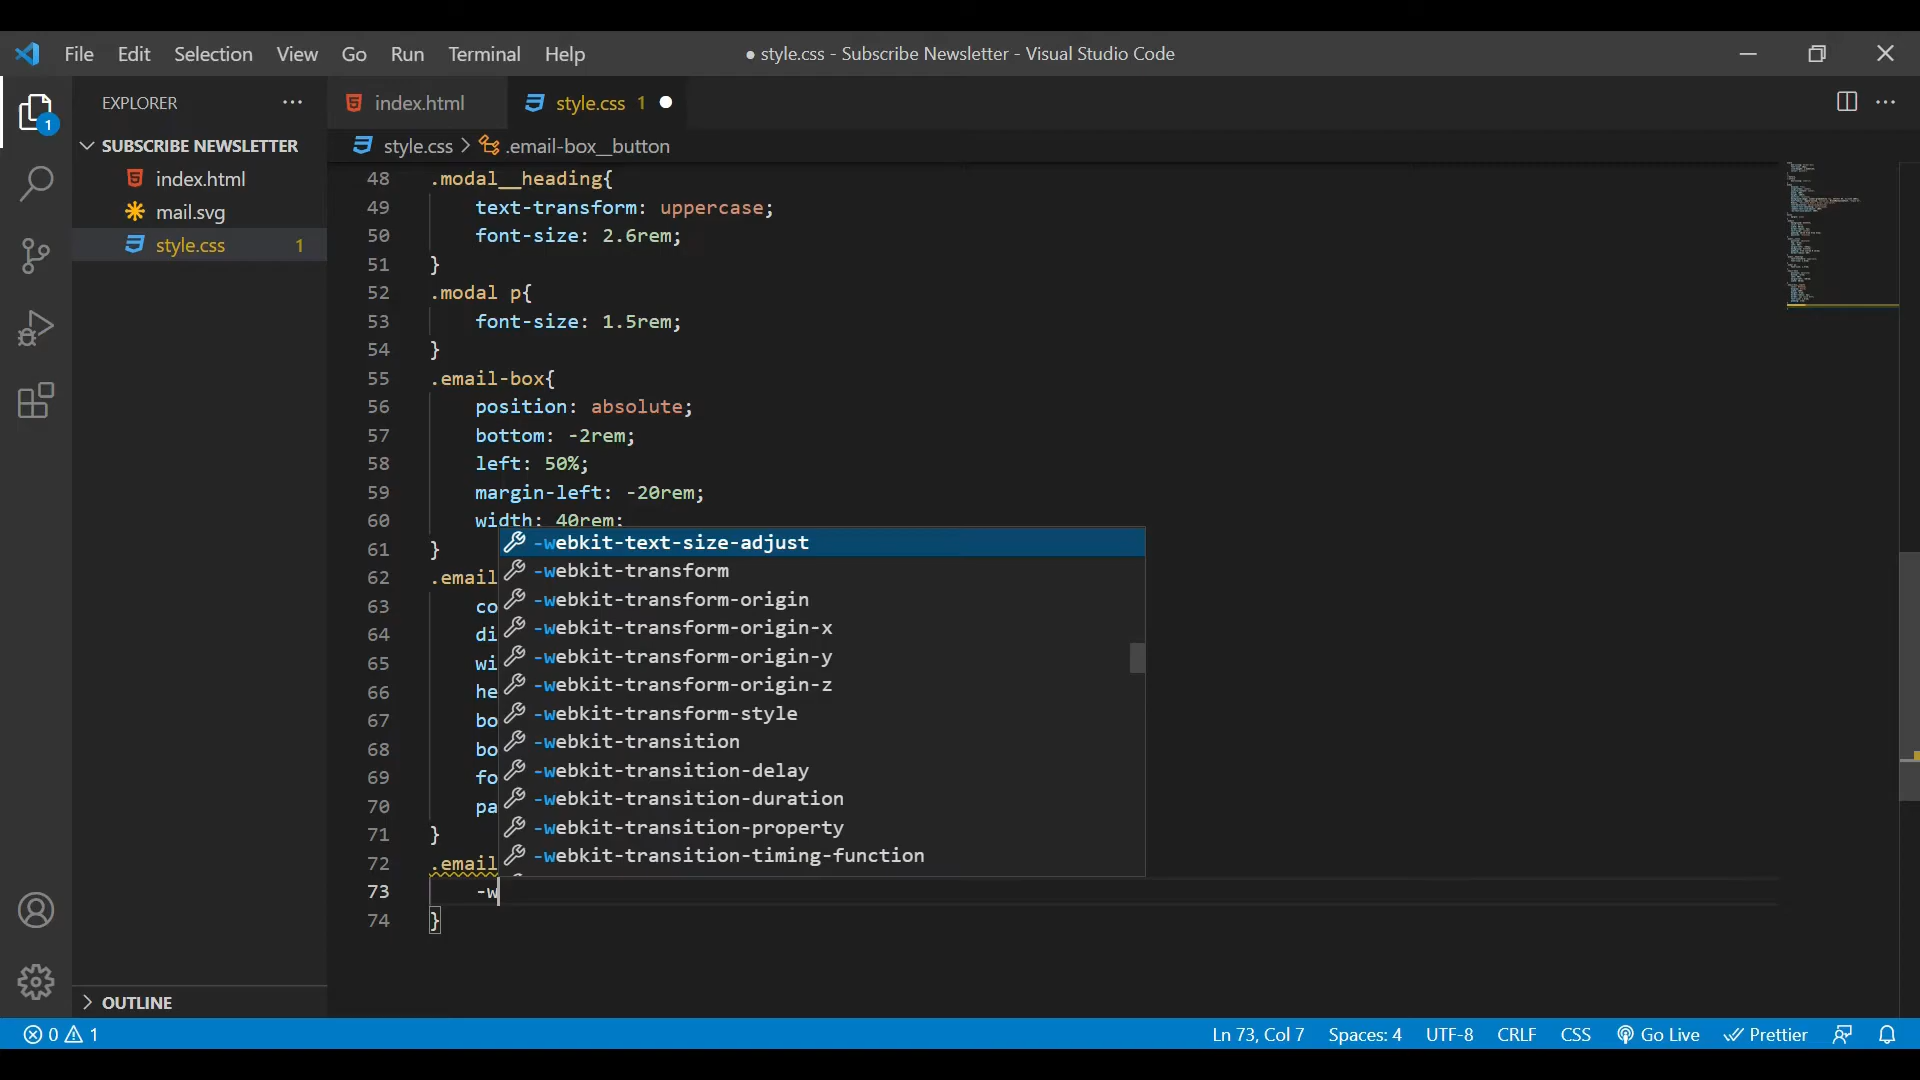 File Edit Selection View Go Run Terminal Help
● style.css - Subscribe Newsletter - Visual Studio Code
EXPLORER
index.html
style.css 1
SUBSCRIBE NEWSLETTER
index.html
mail.svg
style.css 1
1
style.css > .email-box__button
48 .modal__heading{
49 text-transform: uppercase;
50 font-size: 2.6rem;
51 }
52 .modal p{
53 font-size: 1.5rem;
54 }
55 .email-box{
56 position: absolute;
57 bottom: -2rem;
58 left: 50%;
59 margin-left: -20rem;
60 width: 40rem;
61 }
62 .email
63 co
64 di
65 wi
66 he
67 bo
68 bo
69 fo
70 pa
71 }
72 .email
73 -w
74 }
-webkit-text-size-adjust
-webkit-transform
-webkit-transform-origin
-webkit-transform-origin-x
-webkit-transform-origin-y
-webkit-transform-origin-z
-webkit-transform-style
-webkit-transition
-webkit-transition-delay
-webkit-transition-duration
-webkit-transition-property
-webkit-transition-timing-function
OUTLINE
0 1
Ln 73, Col 7 Spaces: 4 UTF-8 CRLF CSS Go Live Prettier